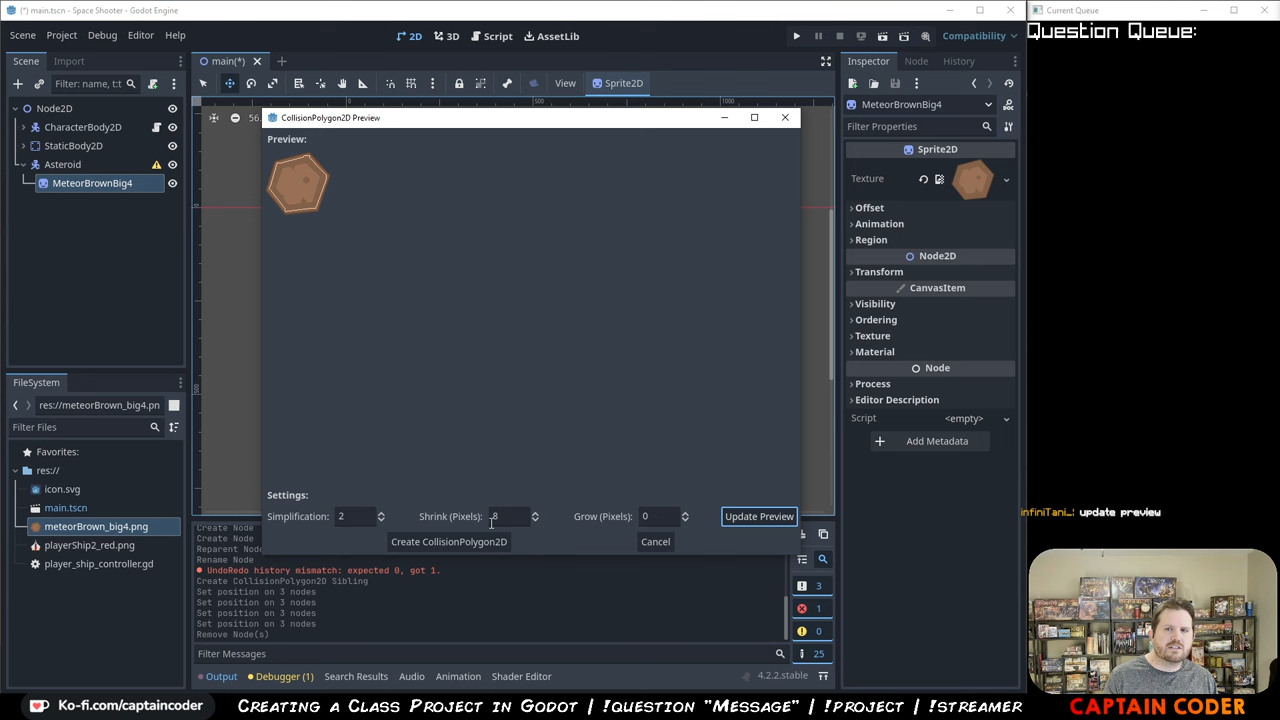 (*) main.tscn - Space Shooter - Godot Engine
Current Queue
Scene Project Debug Editor Help
2D 3D Script AssetLib
Compatibility
Question Queue:
Scene Import
main(*)
Inspector Node History
Filter: name, t:t
View
Sprite2D
0 500 1000
Node2D
CharacterBody2D
StaticBody2D
Asteroid
MeteorBrownBig4
56.
CollisionPolygon2D Preview
Preview:
MeteorBrownBig4
Filter Properties
Sprite2D
Texture
Offset
Animation
Region
Node2D
Transform
CanvasItem
Visibility
Ordering
Texture
Material
Node
Process
Editor Description
Script <empty>
Add Metadata
FileSystem
res://meteorBrown_big4.pn
Filter Files
Favorites:
res://
icon.svg
main.tscn
meteorBrown_big4.png
playerShip2_red.png
player_ship_controller.gd
0
500
Settings:
Simplification: 2 Shrink (Pixels): 8 Grow (Pixels): 0 Update Preview
Create CollisionPolygon2D Cancel
Create Node
Create Node
Reparent Node
Rename Node
UndoRedo history mismatch: expected 0, got 1.
Create CollisionPolygon2D Sibling
Set position on 3 nodes
Set position on 3 nodes
Set position on 3 nodes
Set position on 3 nodes
Remove Node(s)
3
1
0
25
Filter Messages
Output Debugger (1) Search Results Audio Animation Shader Editor 4.2.2.stable
infiniTani_: update preview
Ko-fi.com/captaincoder
Creating a Class Project in Godot | !question "Message" | !project | !streamer
CAPTAIN CODER